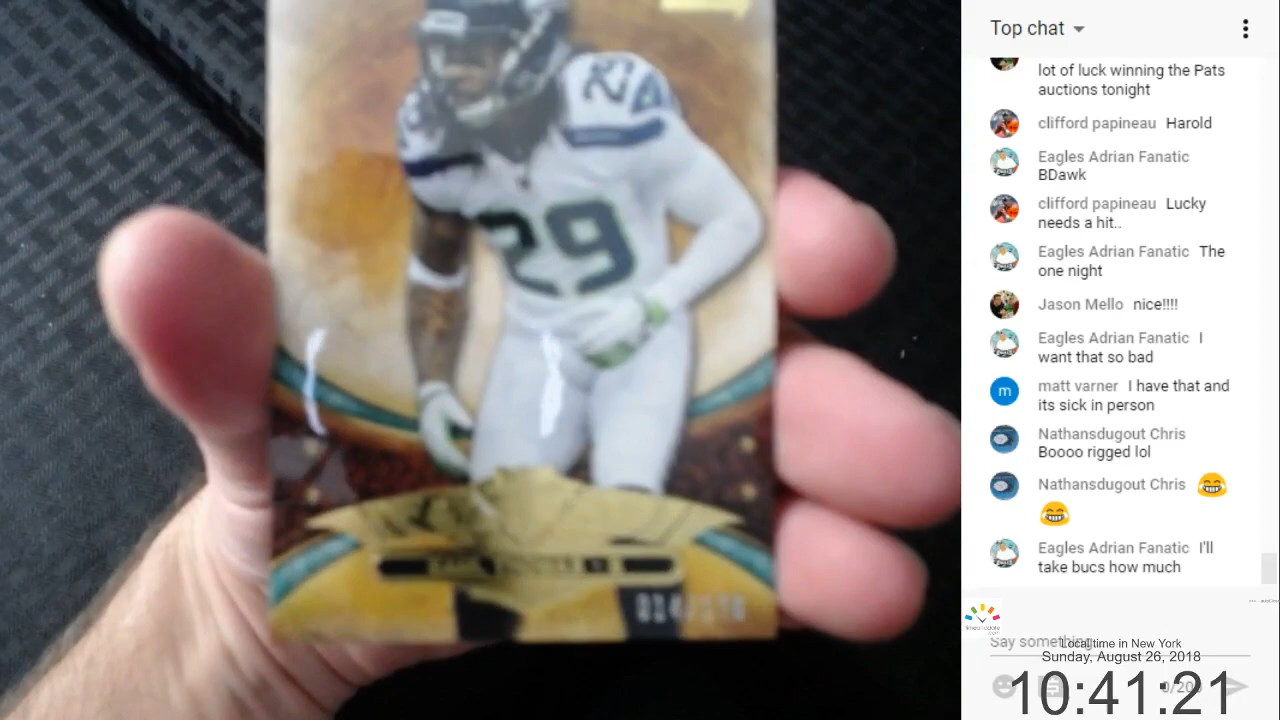 29
29
Top chat
lot of luck winning the Pats
auctions tonight
clifford papineau Harold
Eagles Adrian Fanatic
BDawk
clifford papineau Lucky
needs a hit..
Eagles Adrian Fanatic The
one night
Jason Mello nice!!!!
Eagles Adrian Fanatic I
want that so bad
m
matt varner I have that and
its sick in person
Nathansdugout Chris
Boooo rigged lol
Nathansdugout Chris 😂
😂
Eagles Adrian Fanatic I'll
take bucs how much
Say something...
Local time in New York
Sunday, August 26, 2018
10:41:21